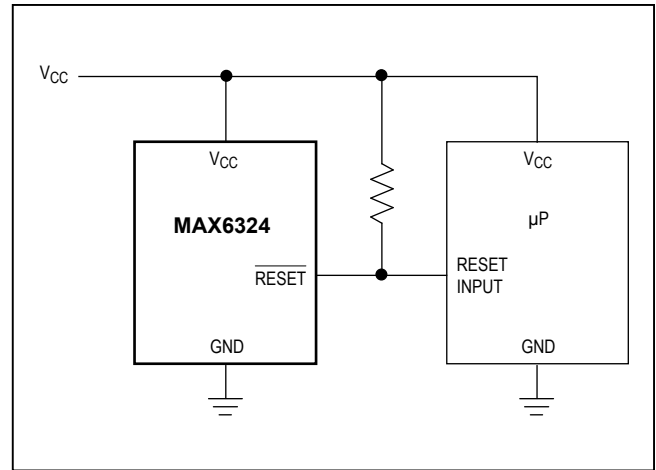 VCC
VCC
MAX6324
RESET
GND
VCC
µP
RESET
INPUT
GND